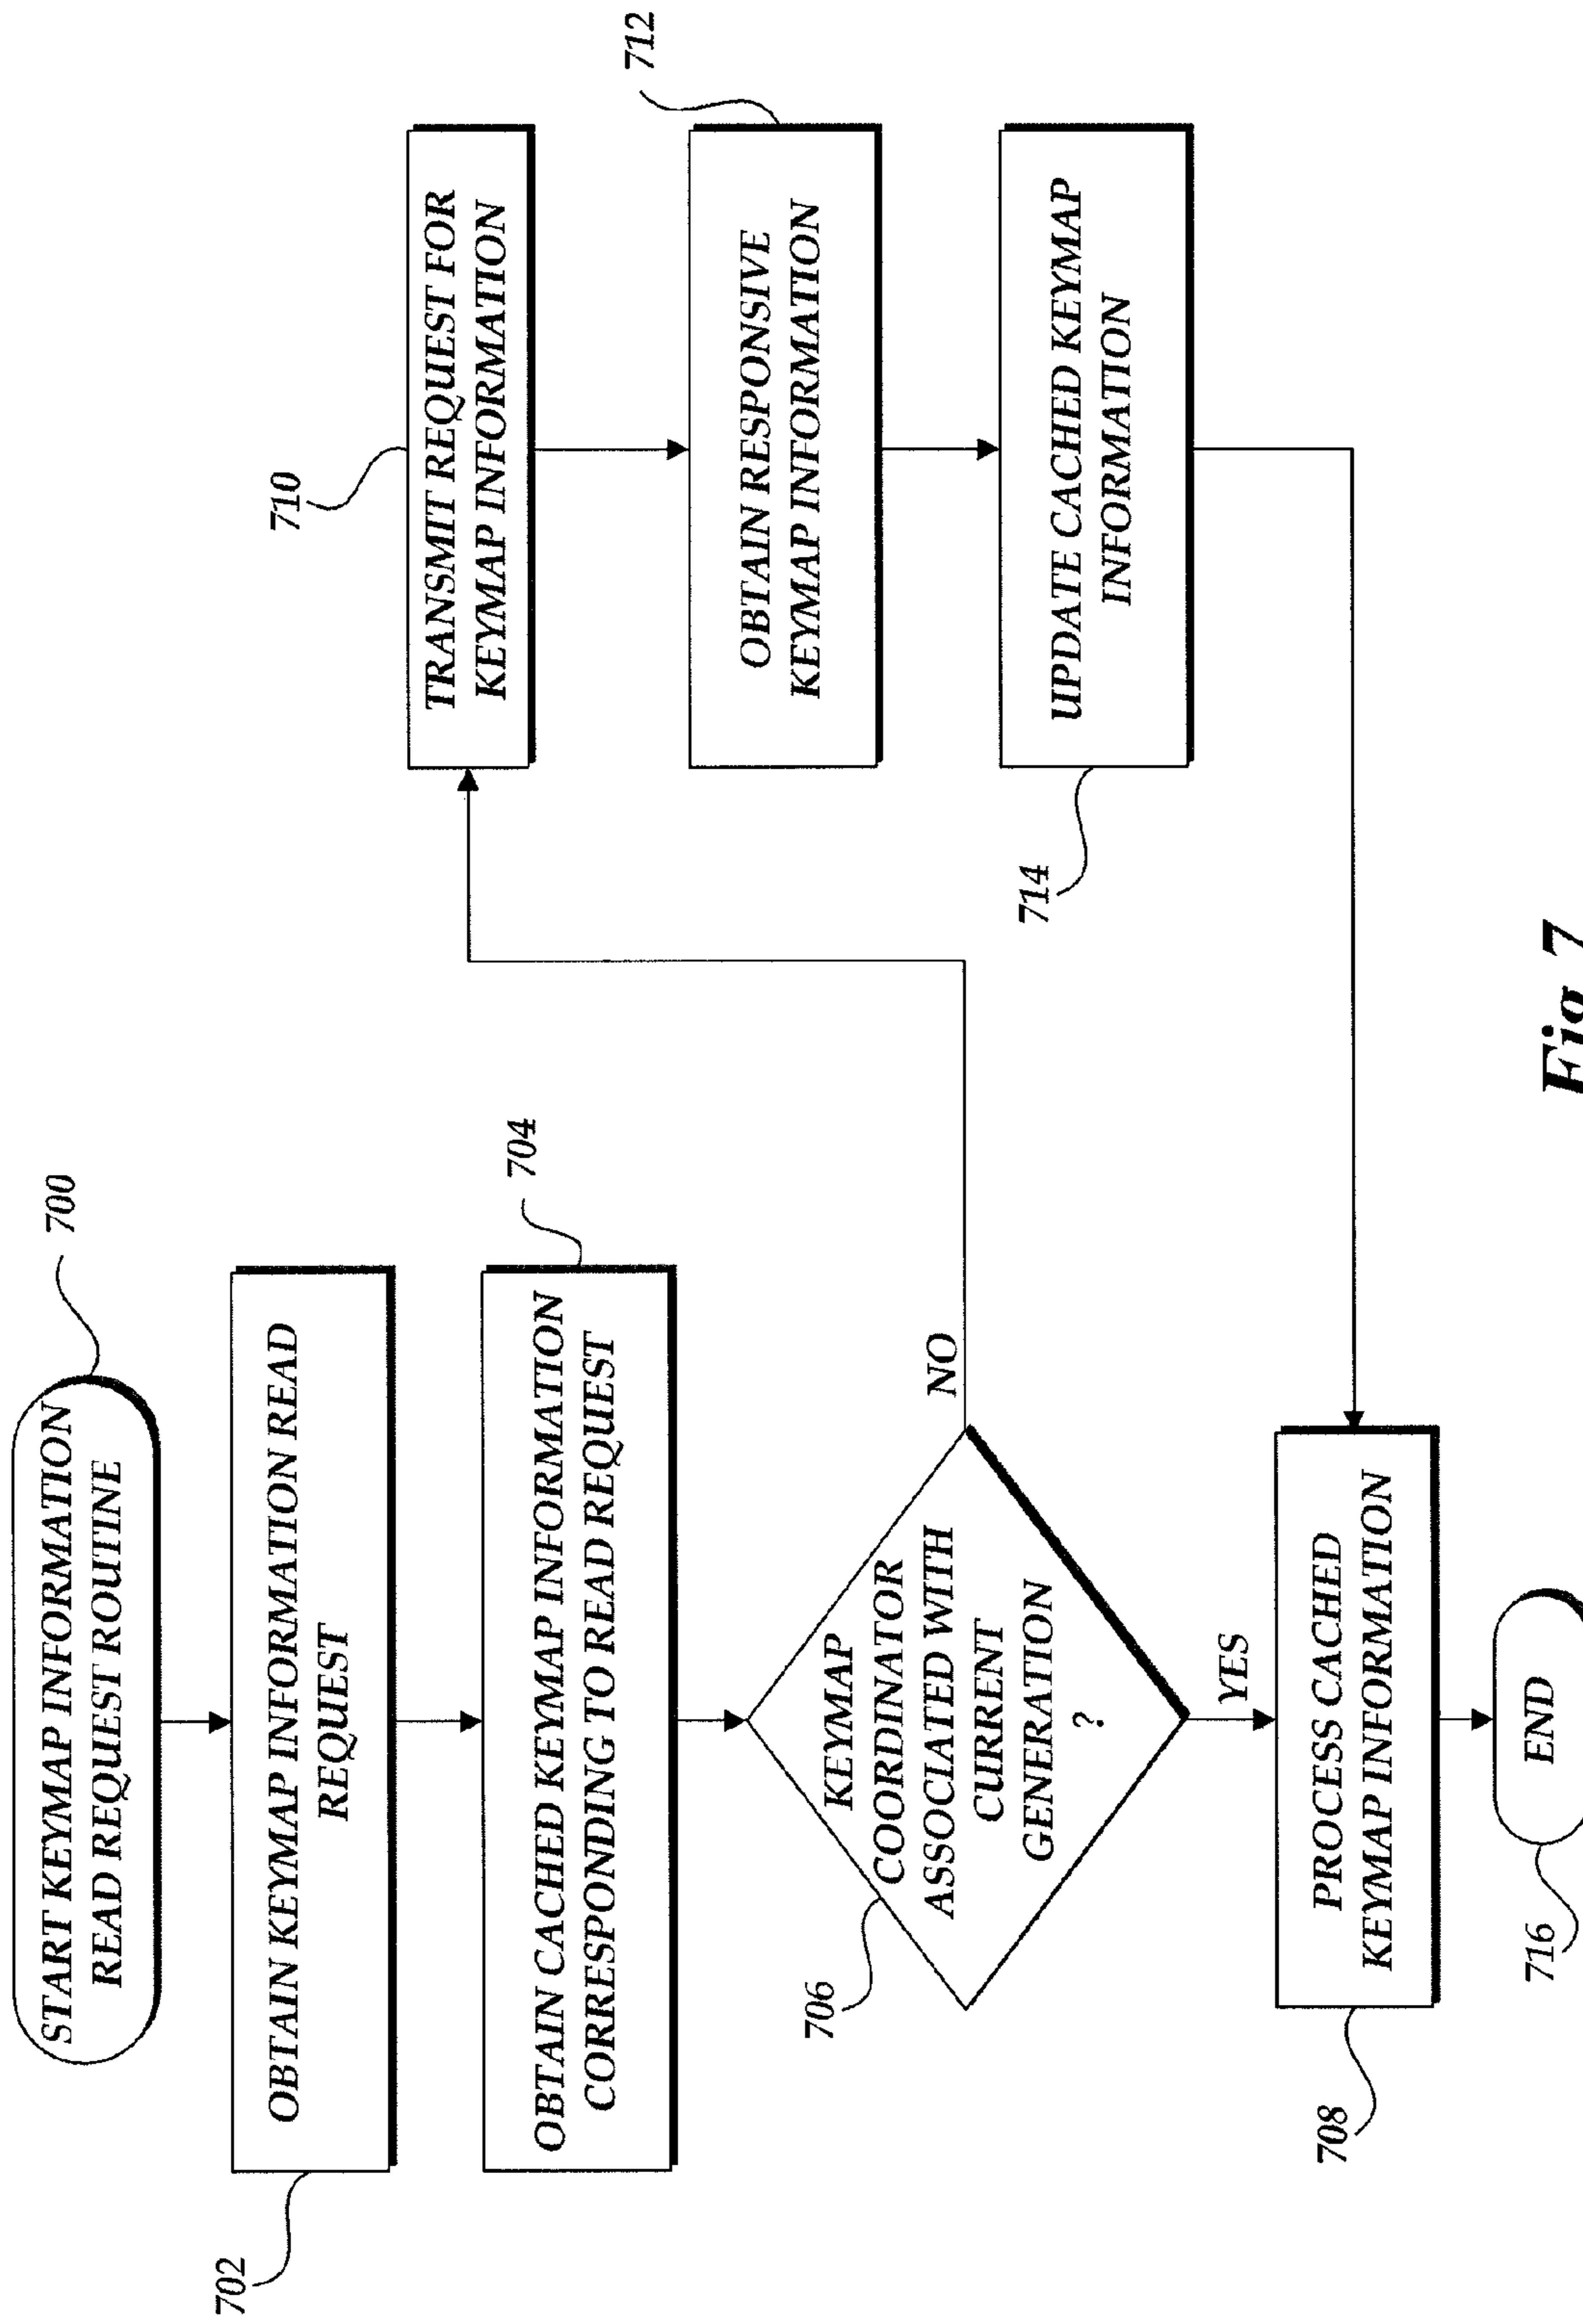 START KEYMAP INFORMATION
READ REQUEST ROUTINE
700
OBTAIN KEYMAP INFORMATION READ
REQUEST
702
OBTAIN CACHED KEYMAP INFORMATION
CORRESPONDING TO READ REQUEST
704
KEYMAP
COORDINATOR
ASSOCIATED WITH
CURRENT
GENERATION
?
706
NO
YES
PROCESS CACHED
KEYMAP INFORMATION
708
END
716
710
TRANSMIT REQUEST FOR
KEYMAP INFORMATION
712
OBTAIN RESPONSIVE
KEYMAP INFORMATION
UPDATE CACHED KEYMAP
INFORMATION
714
Fig. 7